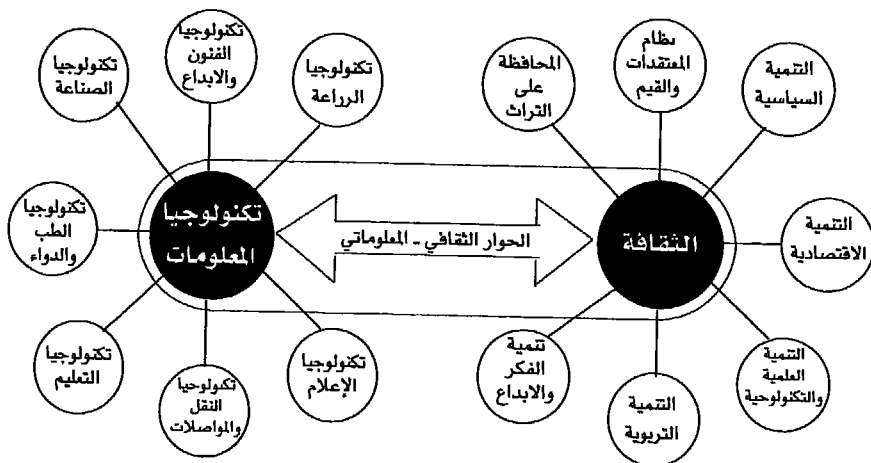 نظام
المعتقدات
والقيم
التنمية
السياسية
المحافظة
على
التراث
التنمية
الاقتصادية
الثقافة
التنمية
العلمية
والتكنولوجية
التنمية
التربوية
تنمية
الفكر
والابداع
الحوار الثقافي - المعلوماتي
تكنولوجيا
الزراعة
تكنولوجيا
الفنون
والابداع
تكنولوجيا
الصناعة
تكنولوجيا
المعلومات
تكنولوجيا
الطب
والدواء
تكنولوجيا
التعليم
تكنولوجيا
النقل
والمواصلات
تكنولوجيا
الإعلام